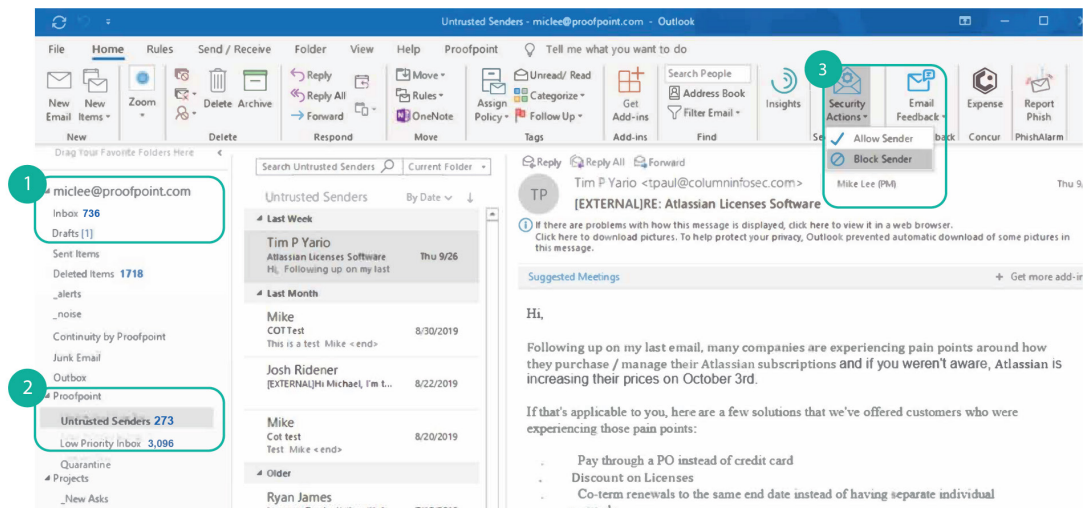 Untrusted Senders - miclee@proofpoint.com - Outlook
File Home Rules Send / Receive Folder View Help Proofpoint Tell me what you want to do
3
New Email
New Items
Zoom
Delete
Archive
Reply
Reply All
Forward
Move
Rules
OneNote
Assign Policy
Unread/ Read
Categorize
Follow Up
Get Add-ins
Search People
Address Book
Filter Email
Insights
Security Actions
Email Feedback
Expense
Report Phish
New Delete Respond Move Tags Add-ins Find Concur PhishAlarm
Allow Sender
Block Sender
Drag Your Favorite Folders Here
1
miclee@proofpoint.com
Inbox 736
Drafts [1]
Sent Items
Deleted Items 1718
_alerts
_noise
Continuity by Proofpoint
Junk Email
Outbox
2
Proofpoint
Untrusted Senders 273
Low Priority Inbox 3,096
Quarantine
Projects
_New Asks
Search Untrusted Senders Current Folder
Untrusted Senders By Date
Last Week
Tim P Yario
Atlassian Licenses Software Thu 9/26
Hi, Following up on my last
Last Month
Mike
COT Test 8/30/2019
This is a test Mike <end>
Josh Ridener
[EXTERNAL]Hi Michael, I'm t... 8/22/2019
Mike
Cot test 8/20/2019
Test Mike <end>
Older
Ryan James
Reply Reply All Forward
TP
Tim P Yario <tpaul@columninfosec.com> Mike Lee (PM) Thu 9/
[EXTERNAL]RE: Atlassian Licenses Software
If there are problems with how this message is displayed, click here to view it in a web browser.
Click here to download pictures. To help protect your privacy, Outlook prevented automatic download of some pictures in
this message.
Suggested Meetings + Get more add-in
Hi,
Following up on my last email, many companies are experiencing pain points around how
they purchase / manage their Atlassian subscriptions and if you weren't aware, Atlassian is
increasing their prices on October 3rd.
If that's applicable to you, here are a few solutions that we've offered customers who were
experiencing those pain points:
. Pay through a PO instead of credit card
. Discount on Licenses
. Co-term renewals to the same end date instead of having separate individual